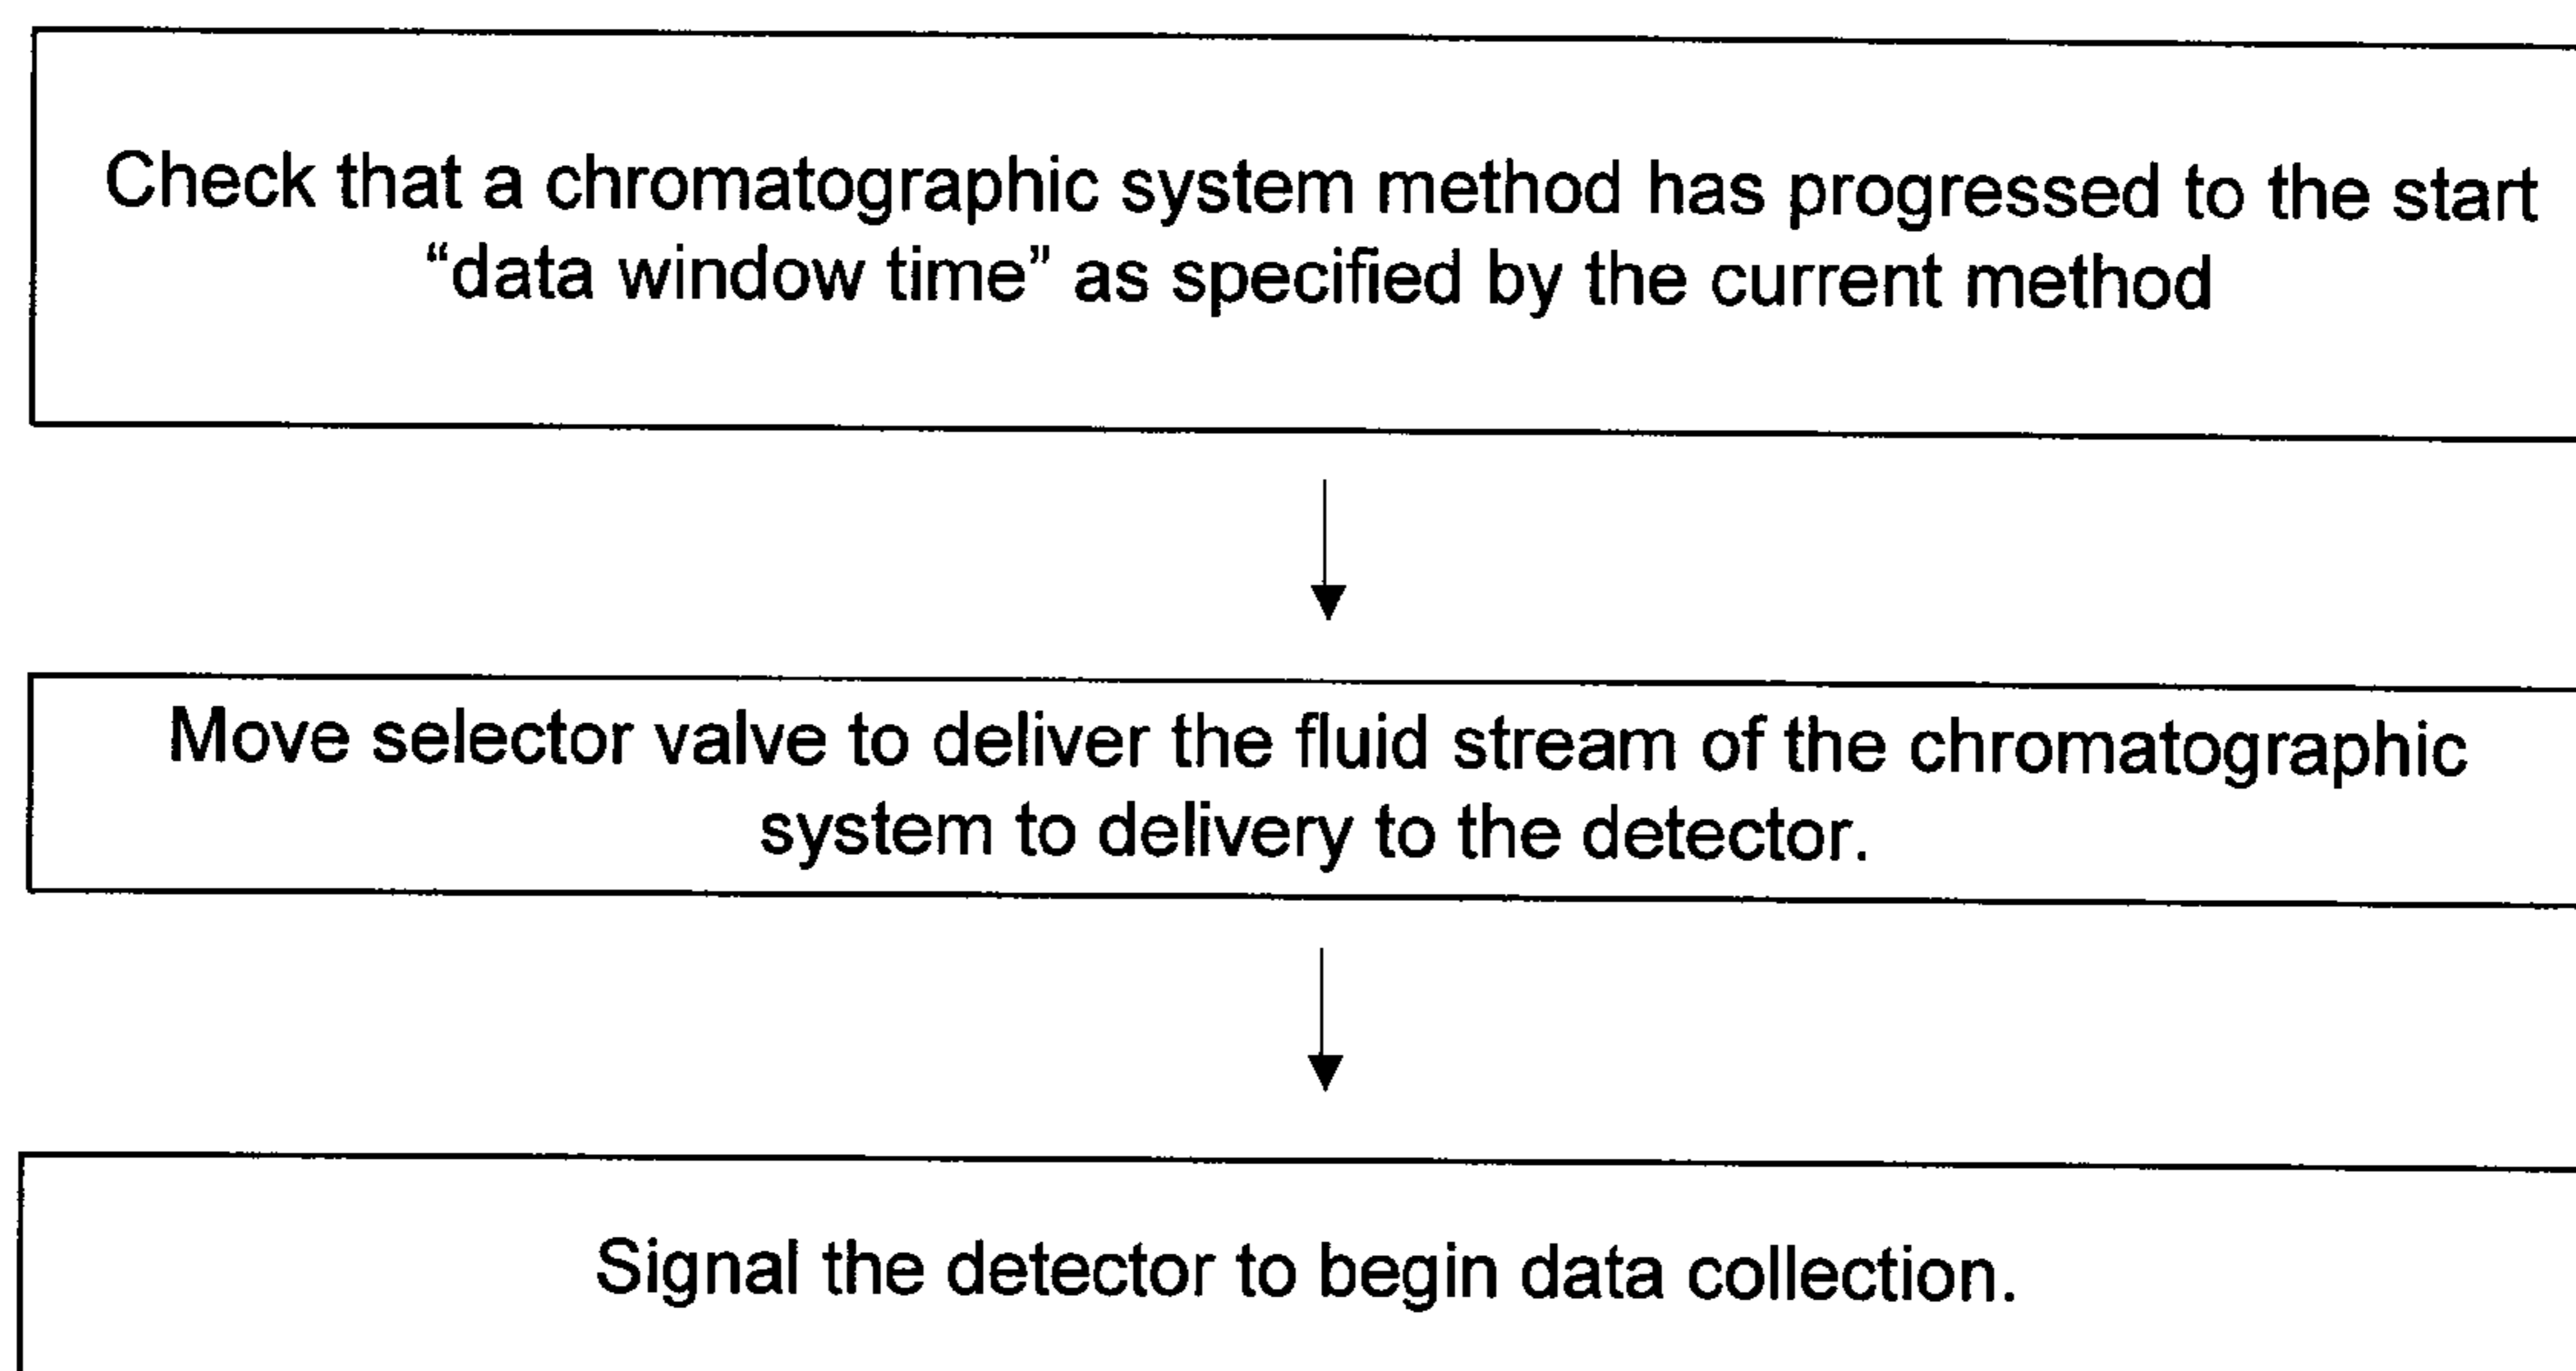 Check that a chromatographic system method has progressed to the start
“data window time” as specified by the current method
Move selector valve to deliver the fluid stream of the chromatographic
system to delivery to the detector.
Signal the detector to begin data collection.